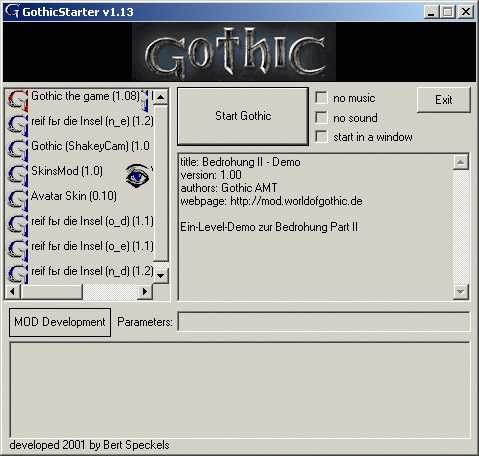 GothicStarter v1.13
GOTHIC
Gothic the game (1.08)
reif fъr die Insel (n_e) (1.2)
Gothic (ShakeyCam) (1.0
SkinsMod (1.0)
Avatar Skin (0.10)
reif fъr die Insel (o_d) (1.1)
reif fъr die Insel (o_e) (1.1)
reif fъr die Insel (n_d) (1.2)
Start Gothic
no music
no sound
start in a window
Exit
title: Bedrohung II - Demo
version: 1.00
authors: Gothic AMT
webpage: http://mod.worldofgothic.de
Ein-Level-Demo zur Bedrohung Part II
MOD Development
Parameters:
developed 2001 by Bert Speckels